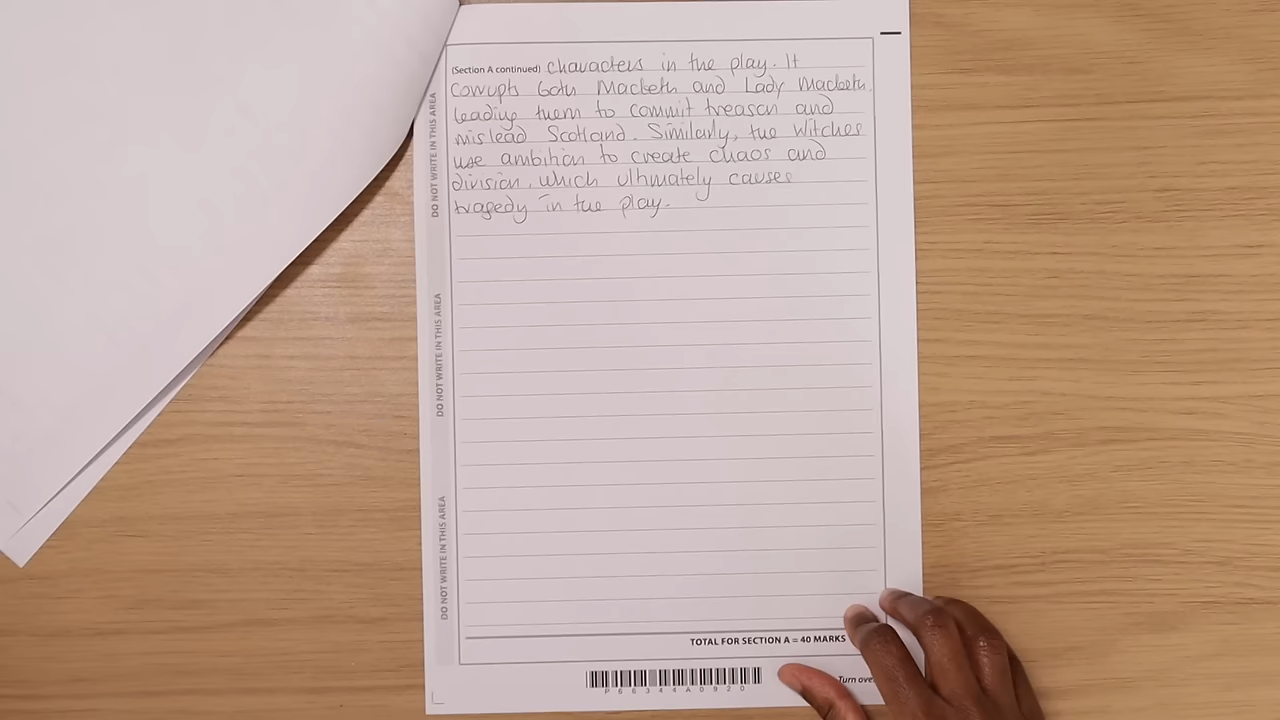 (Section A continued) characters in the play. It
corrupts both Macbeth and Lady Macbeth,
leading them to commit treason and
mislead Scotland. Similarly, the witches
use ambition to create chaos and
division, which ultimately causes
tragedy in the play.
DO NOT WRITE IN THIS AREA
DO NOT WRITE IN THIS AREA
DO NOT WRITE IN THIS AREA
TOTAL FOR SECTION A = 40 MARKS
P66344A0920
Turn over